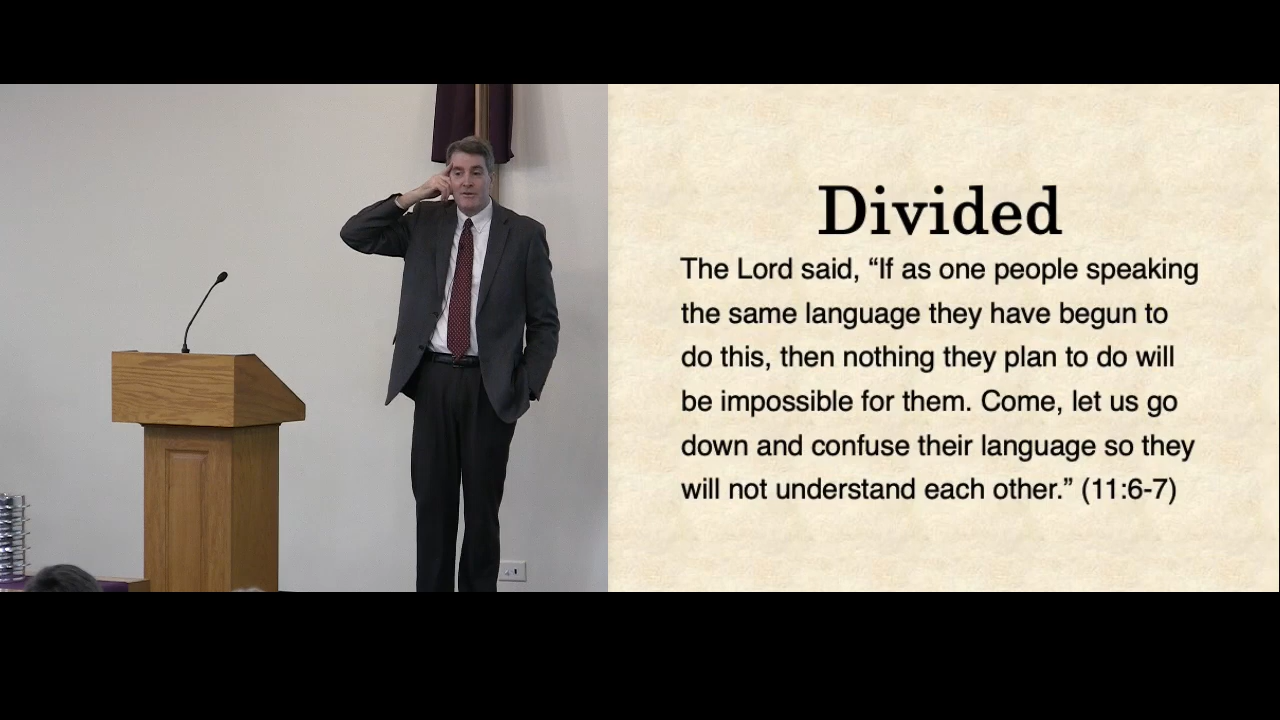 Divided
The Lord said, “If as one people speaking
the same language they have begun to
do this, then nothing they plan to do will
be impossible for them. Come, let us go
down and confuse their language so they
will not understand each other.” (11:6-7)